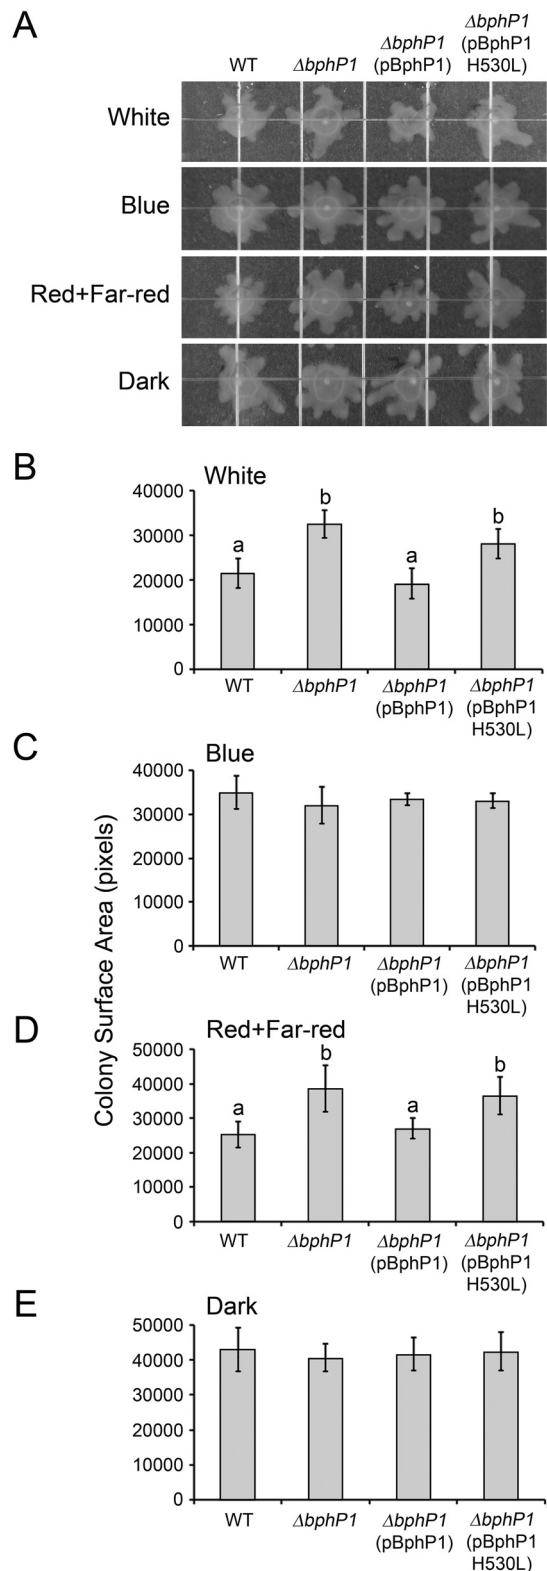 A
WT
ΔbphP1
ΔbphP1
(pBphP1)
ΔbphP1
(pBphP1
H530L)
White
Blue
Red+Far-red
Dark
Colony Surface Area (pixels)
B
White
40000
30000
20000
10000
0
a
b
a
b
WT
ΔbphP1
ΔbphP1
(pBphP1)
ΔbphP1
(pBphP1
H530L)
C
Blue
40000
30000
20000
10000
0
WT
ΔbphP1
ΔbphP1
(pBphP1)
ΔbphP1
(pBphP1
H530L)
D
Red+Far-red
50000
40000
30000
20000
10000
0
a
b
a
b
WT
ΔbphP1
ΔbphP1
(pBphP1)
ΔbphP1
(pBphP1
H530L)
E
Dark
50000
40000
30000
20000
10000
0
WT
ΔbphP1
ΔbphP1
(pBphP1)
ΔbphP1
(pBphP1
H530L)